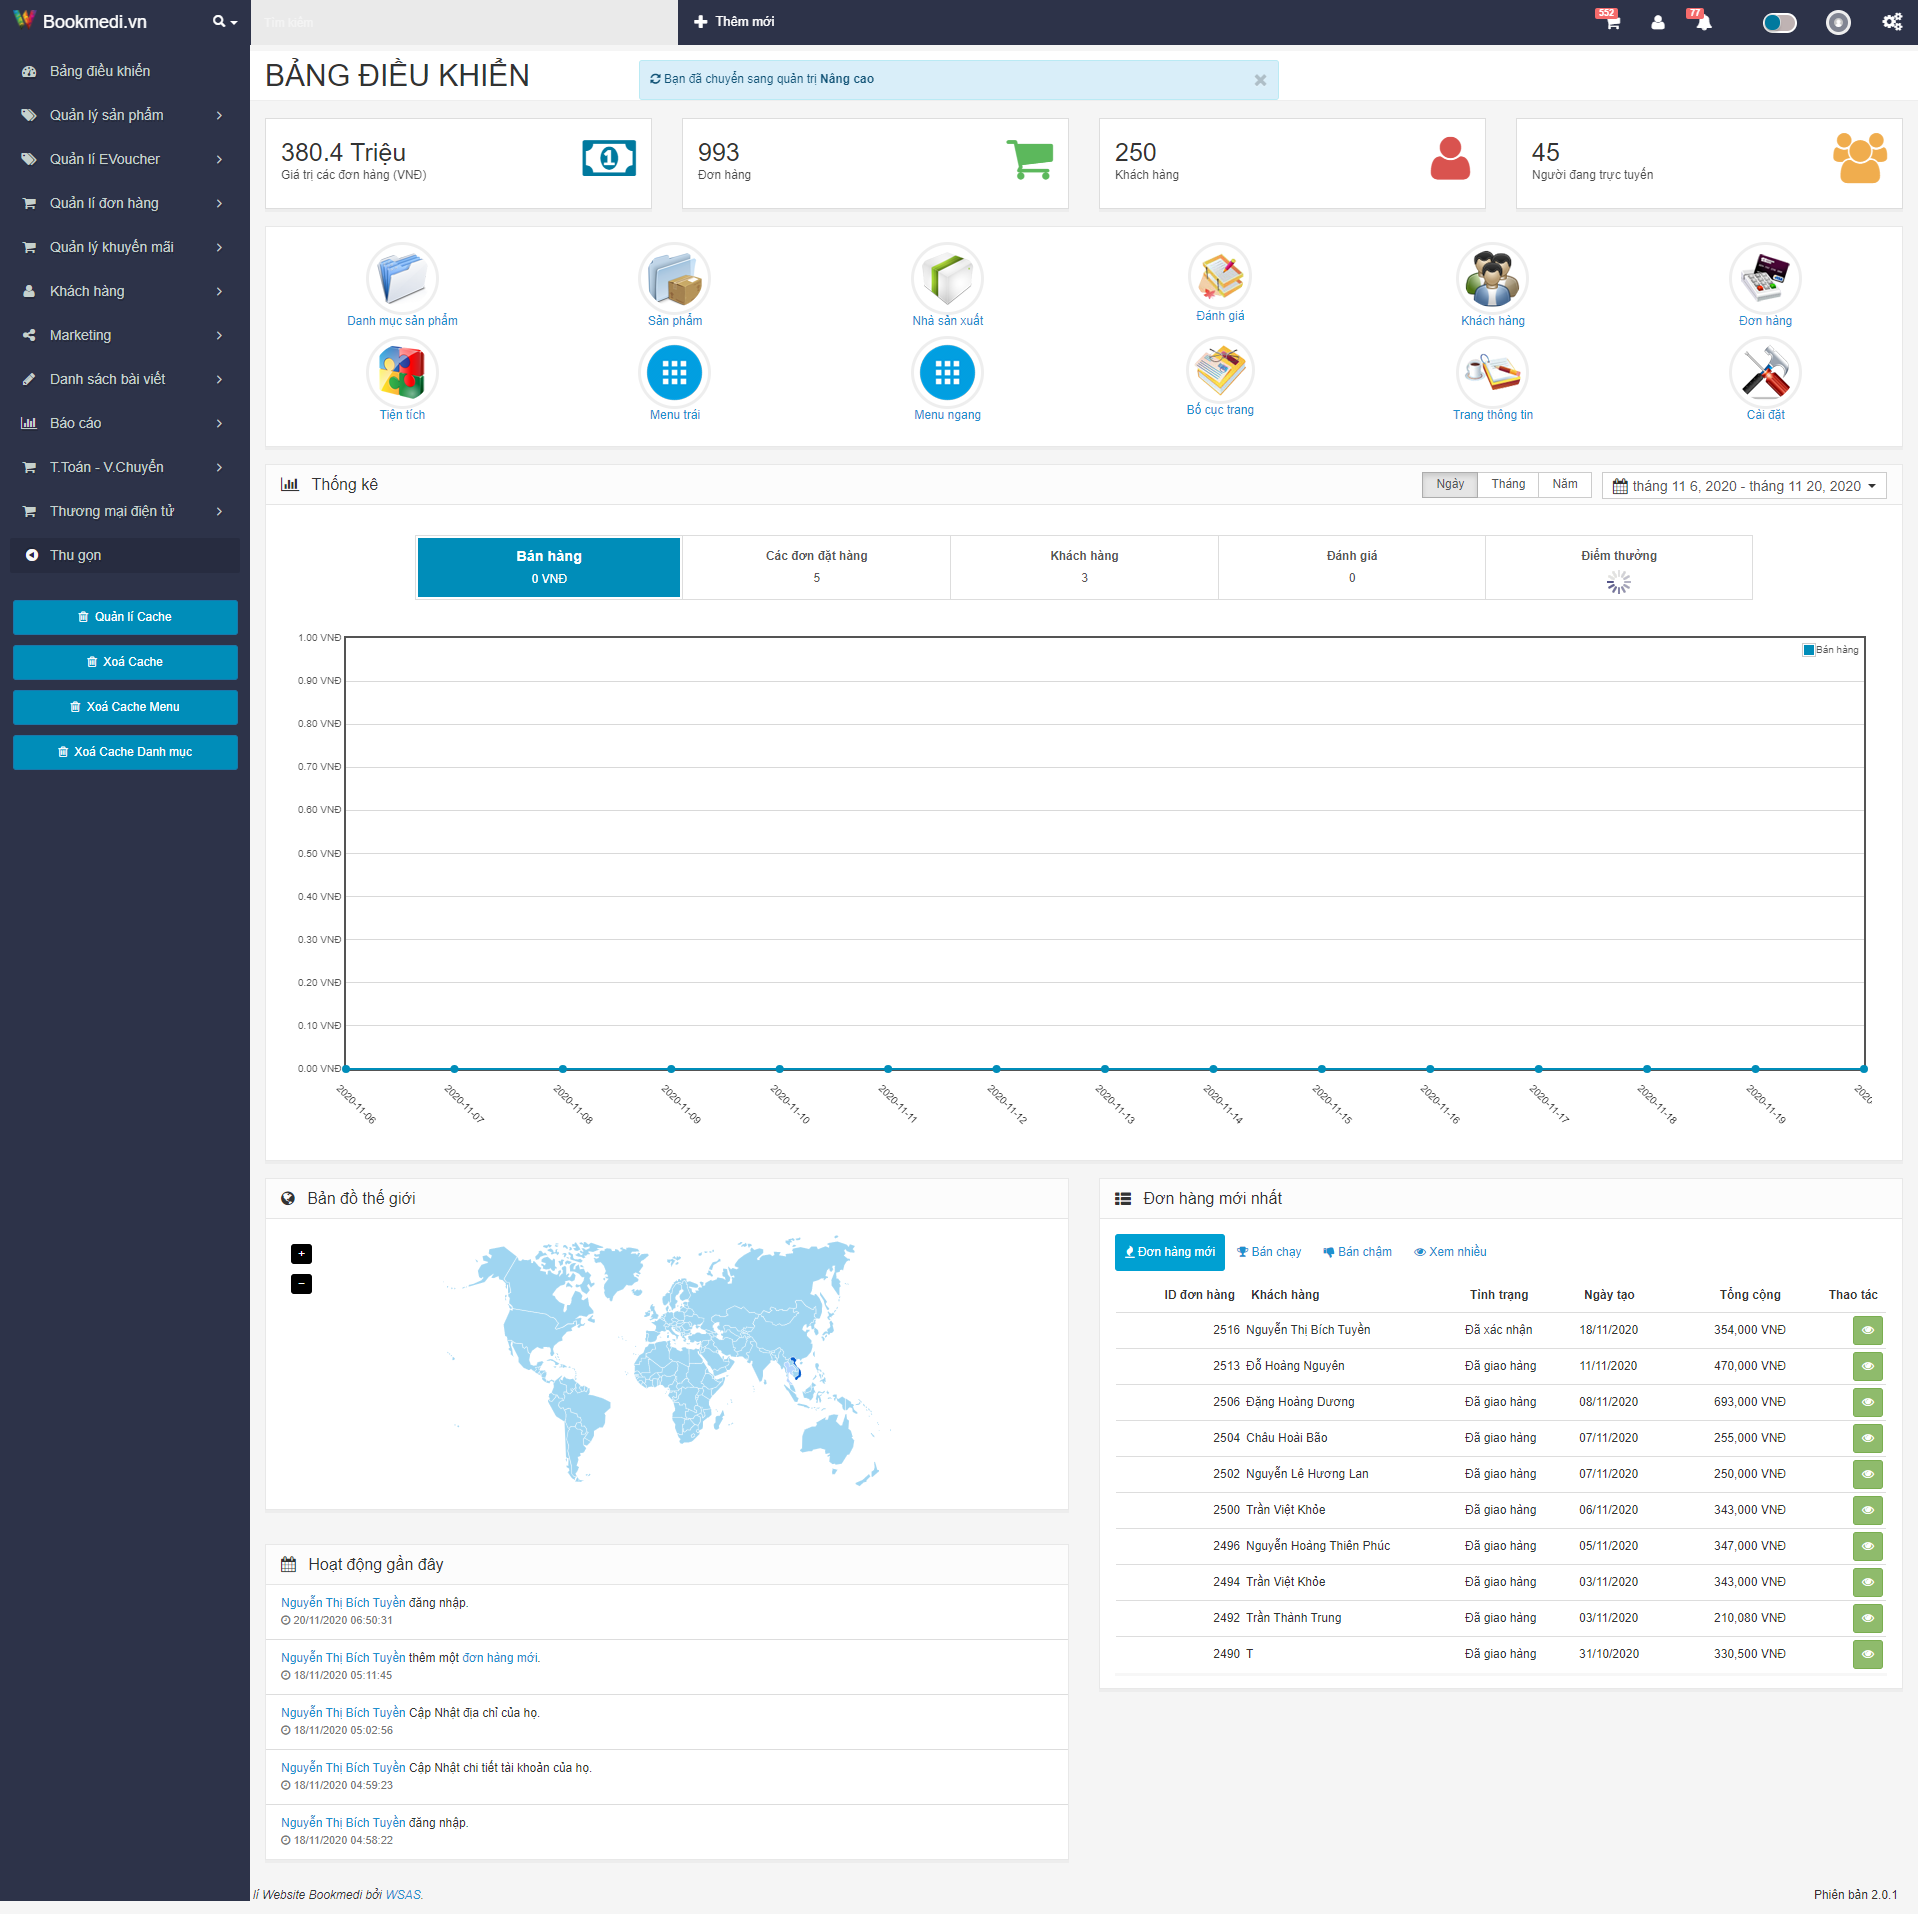 Bookmedi.vn
Tìm kiếm
Thêm mới
552
77
Bảng điều khiển
Quản lý sản phẩm
Quản lí EVoucher
Quản lí đơn hàng
Quản lý khuyến mãi
Khách hàng
Marketing
Danh sách bài viết
Báo cáo
T.Toán - V.Chuyển
Thương mại điện tử
Thu gọn
Quản lí Cache
Xoá Cache
Xoá Cache Menu
Xoá Cache Danh mục
BẢNG ĐIỀU KHIỂN
Bạn đã chuyển sang quản trị Nâng cao
380.4 Triệu
Giá trị các đơn hàng (VNĐ)
993
Đơn hàng
250
Khách hàng
45
Người đang trực tuyến
Danh mục sản phẩm
Sản phẩm
Nhà sản xuất
Đánh giá
Khách hàng
Đơn hàng
Tiện tích
Menu trái
Menu ngang
Bố cục trang
Trang thông tin
Cài đặt
Thống kê
Ngày Tháng Năm
tháng 11 6, 2020 - tháng 11 20, 2020
Bán hàng
0 VNĐ
Các đơn đặt hàng
5
Khách hàng
3
Đánh giá
0
Điểm thưởng
Bán hàng
1.00 VNĐ
0.90 VNĐ
0.80 VNĐ
0.70 VNĐ
0.60 VNĐ
0.50 VNĐ
0.40 VNĐ
0.30 VNĐ
0.20 VNĐ
0.10 VNĐ
0.00 VNĐ
2020-11-06
2020-11-07
2020-11-08
2020-11-09
2020-11-10
2020-11-11
2020-11-12
2020-11-13
2020-11-14
2020-11-15
2020-11-16
2020-11-17
2020-11-18
2020-11-19
2020
Bản đồ thế giới
+
−
Hoạt động gần đây
Nguyễn Thị Bích Tuyền đăng nhập.
20/11/2020 06:50:31
Nguyễn Thị Bích Tuyền thêm một đơn hàng mới.
18/11/2020 05:11:45
Nguyễn Thị Bích Tuyền Cập Nhật địa chỉ của họ.
18/11/2020 05:02:56
Nguyễn Thị Bích Tuyền Cập Nhật chi tiết tài khoản của họ.
18/11/2020 04:59:23
Nguyễn Thị Bích Tuyền đăng nhập.
18/11/2020 04:58:22
Đơn hàng mới nhất
Đơn hàng mới Bán chạy Bán chậm Xem nhiều
ID đơn hàng Khách hàng Tình trạng Ngày tạo Tổng cộng Thao tác
2516 Nguyễn Thị Bích Tuyền Đã xác nhận 18/11/2020 354,000 VNĐ
2513 Đỗ Hoàng Nguyên Đã giao hàng 11/11/2020 470,000 VNĐ
2506 Đặng Hoàng Dương Đã giao hàng 08/11/2020 693,000 VNĐ
2504 Châu Hoài Bão Đã giao hàng 07/11/2020 255,000 VNĐ
2502 Nguyễn Lê Hương Lan Đã giao hàng 07/11/2020 250,000 VNĐ
2500 Trần Việt Khỏe Đã giao hàng 06/11/2020 343,000 VNĐ
2496 Nguyễn Hoàng Thiên Phúc Đã giao hàng 05/11/2020 347,000 VNĐ
2494 Trần Việt Khỏe Đã giao hàng 03/11/2020 343,000 VNĐ
2492 Trần Thành Trung Đã giao hàng 03/11/2020 210,080 VNĐ
2490 T Đã giao hàng 31/10/2020 330,500 VNĐ
lí Website Bookmedi bởi WSAS.
Phiên bản 2.0.1